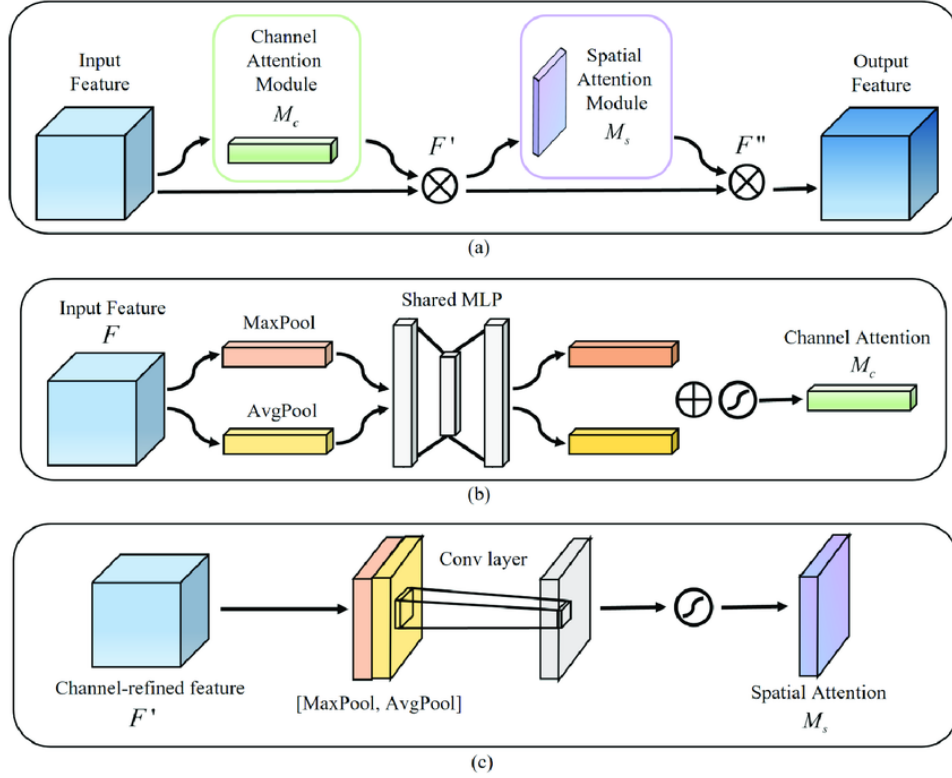 Input
Feature
Channel
Attention
Module
M_c
F'
Spatial
Attention
Module
M_s
F"
Output
Feature
(a)
Input Feature
F
MaxPool
AvgPool
Shared MLP
Channel Attention
M_c
(b)
Channel-refined feature
F'
[MaxPool, AvgPool]
Conv layer
Spatial Attention
M_s
(c)